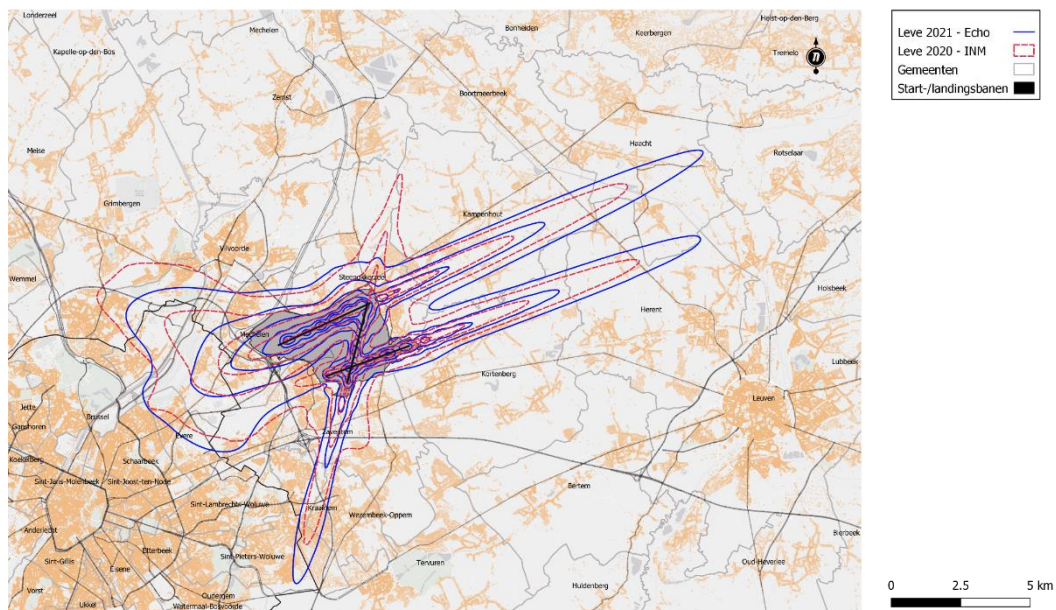 Londerzeel
Mechelen
Heist-op-den-Berg
Bonheiden
Keerbergen
Kapelle-op-den-Bos
Tremelo
n
Zemst
Boortmeerbeek
Haacht
Meise
Rotselaar
Grimbergen
Kampenhout
Vilvoorde
Steenokkerzeel
Wemmel
Holsbeek
Herent
Mechelen
Lubbeek
Kortenberg
Leuven
Jette
Brussel
Ganshoren
Evere
Zaventem
Koekelberg
Schaarbeek
Sint-Jans-Molenbeek
Sint-Joost-ten-Node
Bertem
Sint-Lambrechts-Woluwe
Kraainem
Wezembeek-Oppem
Anderlecht
Bierbeek
Etterbeek
Sint-Pieters-Woluwe
Sint-Gillis
Tervuren
Oud-Heverlee
Elsene
Huldenberg
Vorst
Oudergem
Ukkel
Watermaal-Bosvoorde
Leve 2021 - Echo
Leve 2020 - INM
Gemeenten
Start-/landingsbanen
0 2.5 5 km